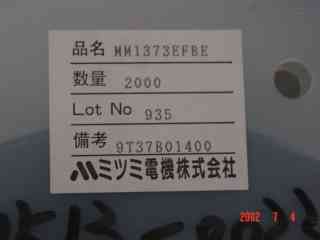 品名 MM1373EFBE
数量 2000
Lot No 935
備考 9T37B01400
ミツミ電機株式会社
2002 7 4